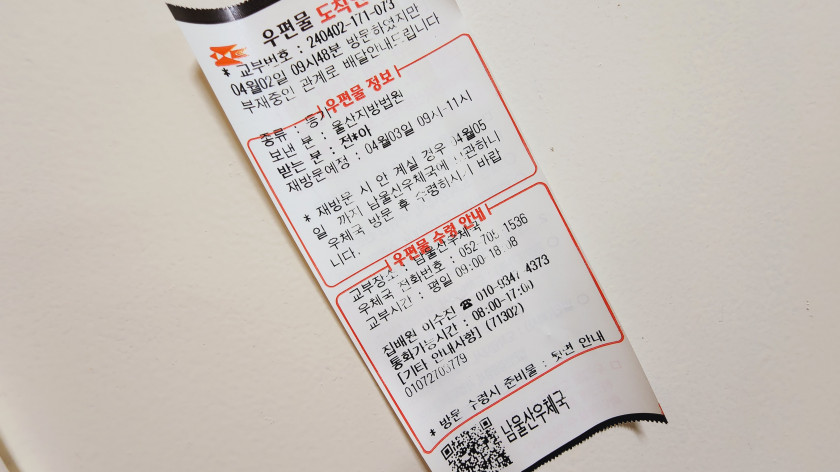 우편물 도착안
* 교부번호 : 240402-171-073
04월02일 09시48분 방문하였지만
부재중인 관계로 배달안내드립니다
우편물 정보
종류 : 등기
보낸 분 : 울산지방법원
받는 분 : 전*아
재방문예정 : 04월03일 09시-11시
* 재방문 시 안 계실 경우 04월05
일 까지 남울산우체국에 보관하니
우체국 방문 후 수령하시기 바랍
니다.
우편물 수령 안내
교부장소 : 남울산우체국
우체국 전화번호 : 052-705-1536
교부시간 : 평일 09:00-18
집배원 이수진 ☎ 010-9347-4373
통화가능시간 : 08:00-17:00
[기타 안내사항] (71302)
* 방문 수령시 준비물 : 뒷면 안내
남울산우체국